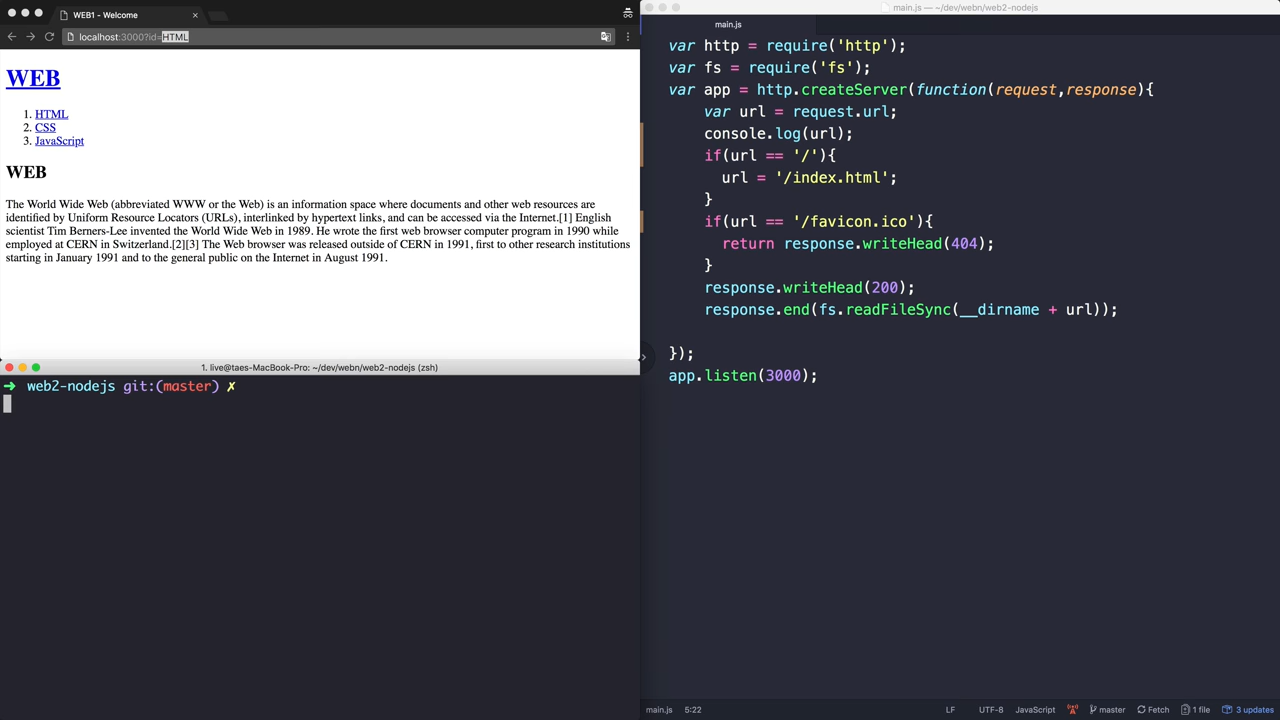 WEB1 - Welcome
localhost:3000?id=HTML
WEB
1. HTML
2. CSS
3. JavaScript
WEB
The World Wide Web (abbreviated WWW or the Web) is an information space where documents and other web resources are
identified by Uniform Resource Locators (URLs), interlinked by hypertext links, and can be accessed via the Internet.[1] English
scientist Tim Berners-Lee invented the World Wide Web in 1989. He wrote the first web browser computer program in 1990 while
employed at CERN in Switzerland.[2][3] The Web browser was released outside of CERN in 1991, first to other research institutions
starting in January 1991 and to the general public on the Internet in August 1991.
1. live@taes-MacBook-Pro: ~/dev/webn/web2-nodejs (zsh)
➜ web2-nodejs git:(master) ✗
main.js — ~/dev/webn/web2-nodejs
main.js
var http = require('http');
var fs = require('fs');
var app = http.createServer(function(request,response){
var url = request.url;
console.log(url);
if(url == '/'){
url = '/index.html';
}
if(url == '/favicon.ico'){
return response.writeHead(404);
}
response.writeHead(200);
response.end(fs.readFileSync(__dirname + url));
});
app.listen(3000);
main.js 5:22 LF UTF-8 JavaScript master Fetch 1 file 3 updates